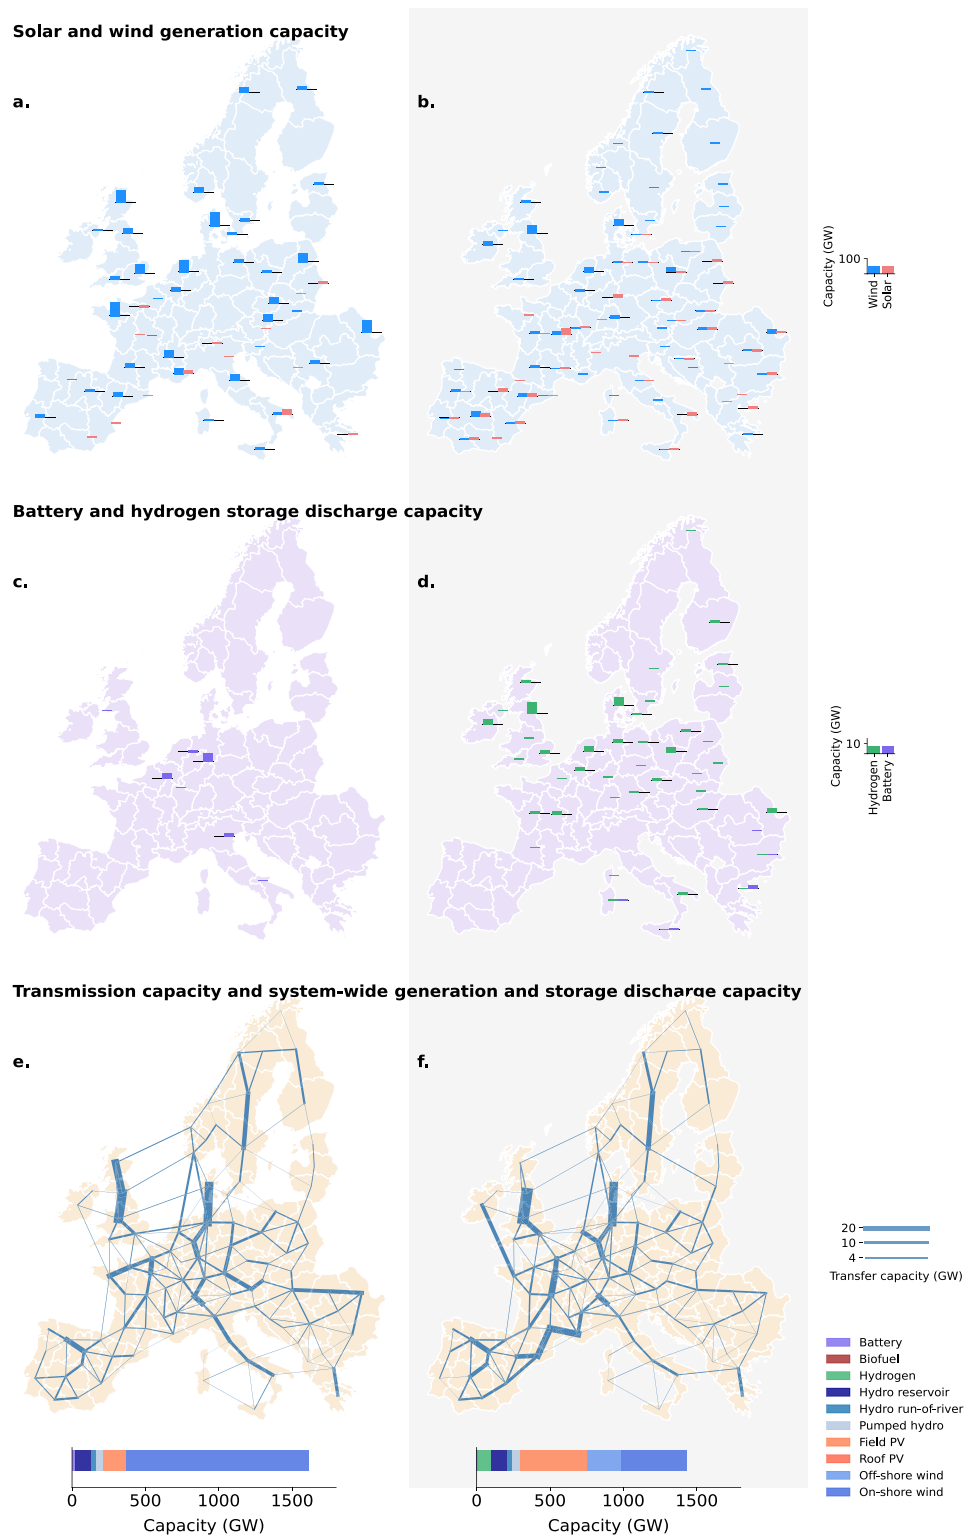 Solar and wind generation capacity
a.
b.
Capacity (GW)
100
Wind
Solar
Battery and hydrogen storage discharge capacity
c.
d.
Capacity (GW)
10
Hydrogen
Battery
Transmission capacity and system-wide generation and storage discharge capacity
e.
f.
20
10
4
Transfer capacity (GW)
Battery
Biofuel
Hydrogen
Hydro reservoir
Hydro run-of-river
Pumped hydro
Field PV
Roof PV
Off-shore wind
On-shore wind
0 500 1000 1500
Capacity (GW)
0 500 1000 1500
Capacity (GW)